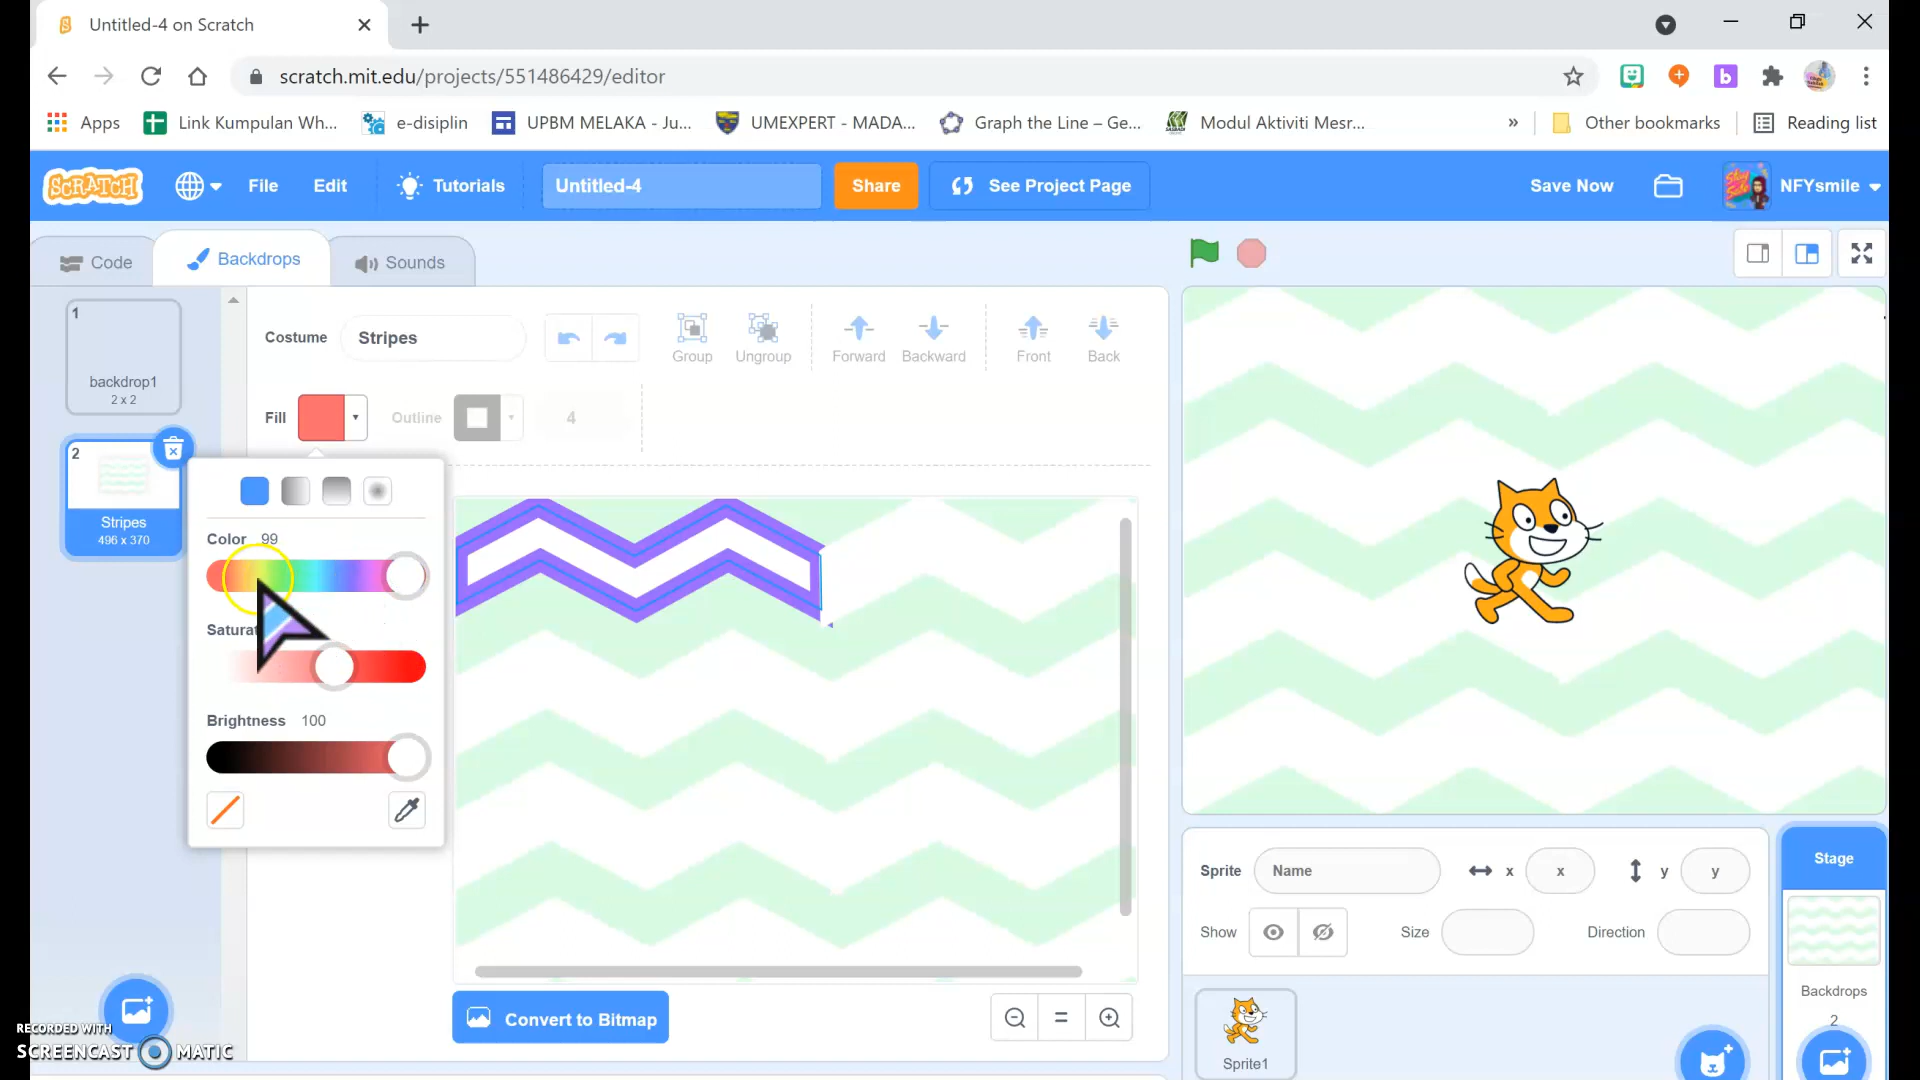 Untitled-4 on Scratch
scratch.mit.edu/projects/551486429/editor
Apps
Link Kumpulan Wh...
e-disiplin
UPBM MELAKA - Ju...
UMEXPERT - MADA...
Graph the Line – Ge...
Modul Aktiviti Mesr...
»
Other bookmarks
Reading list
SCRATCH
File
Edit
Tutorials
Untitled-4
Share
See Project Page
Save Now
NFYsmile
Code
Backdrops
Sounds
1
backdrop1
2 x 2
2
Stripes
496 x 370
Costume
Stripes
Group
Ungroup
Forward
Backward
Front
Back
Fill
Outline
4
Color 99
Saturat
Brightness 100
Convert to Bitmap
Sprite
Name
x
x
y
y
Show
Size
Direction
Sprite1
Stage
Backdrops
2
RECORDED WITH
SCREENCAST MATIC